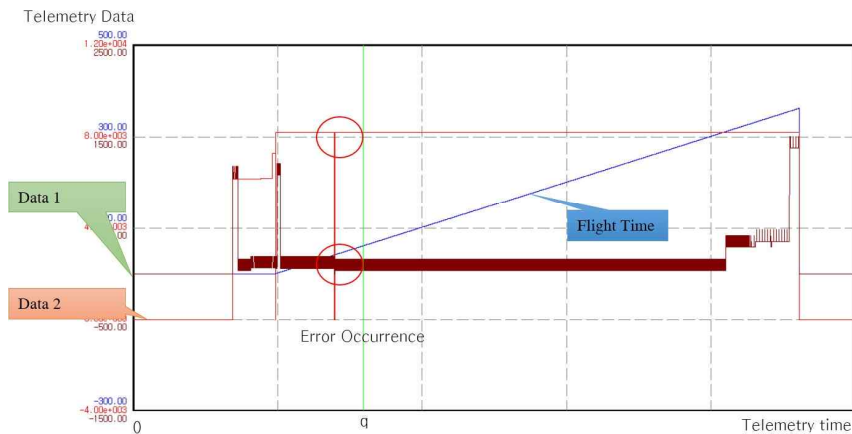 Telemetry Data
500.00
1.20e+004
2500.00
300.00
8.00e+003
1500.00
Data 1
Flight Time
Data 2
-500.00
Error Occurrence
-300.00
-4.00e+003
-1500.00
0
q
Telemetry time